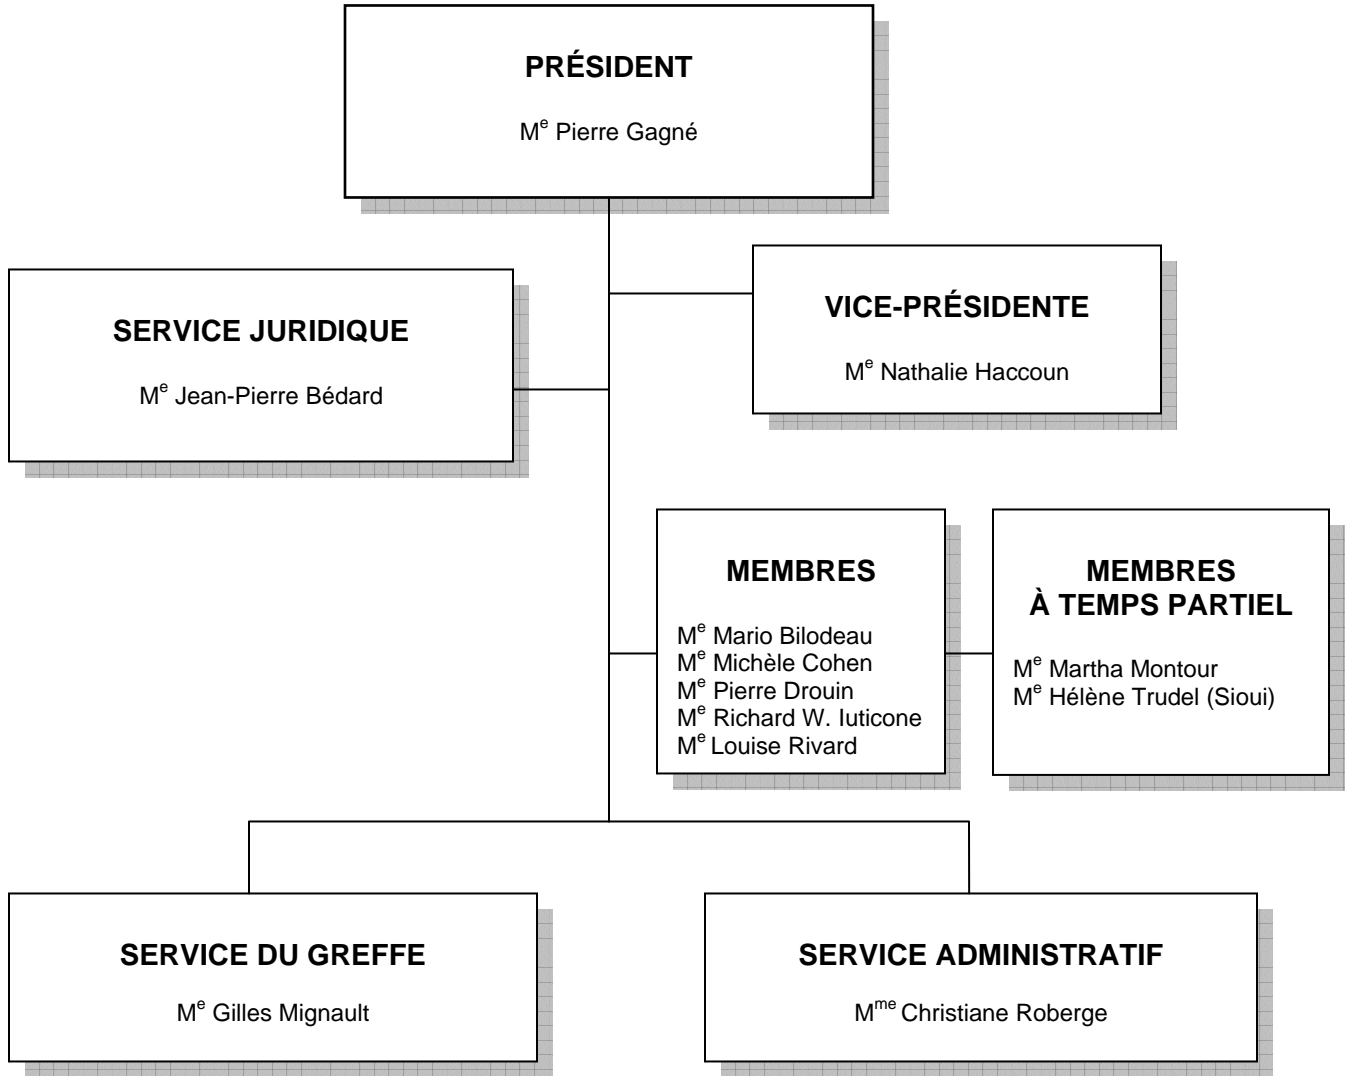 PRÉSIDENT
Mᵉ Pierre Gagné
VICE-PRÉSIDENTE
Mᵉ Nathalie Haccoun
SERVICE JURIDIQUE
Mᵉ Jean-Pierre Bédard
MEMBRES
Mᵉ Mario Bilodeau
Mᵉ Michèle Cohen
Mᵉ Pierre Drouin
Mᵉ Richard W. Iuticone
Mᵉ Louise Rivard
MEMBRES
À TEMPS PARTIEL
Mᵉ Martha Montour
Mᵉ Hélène Trudel (Sioui)
SERVICE DU GREFFE
Mᵉ Gilles Mignault
SERVICE ADMINISTRATIF
Mᵐᵉ Christiane Roberge